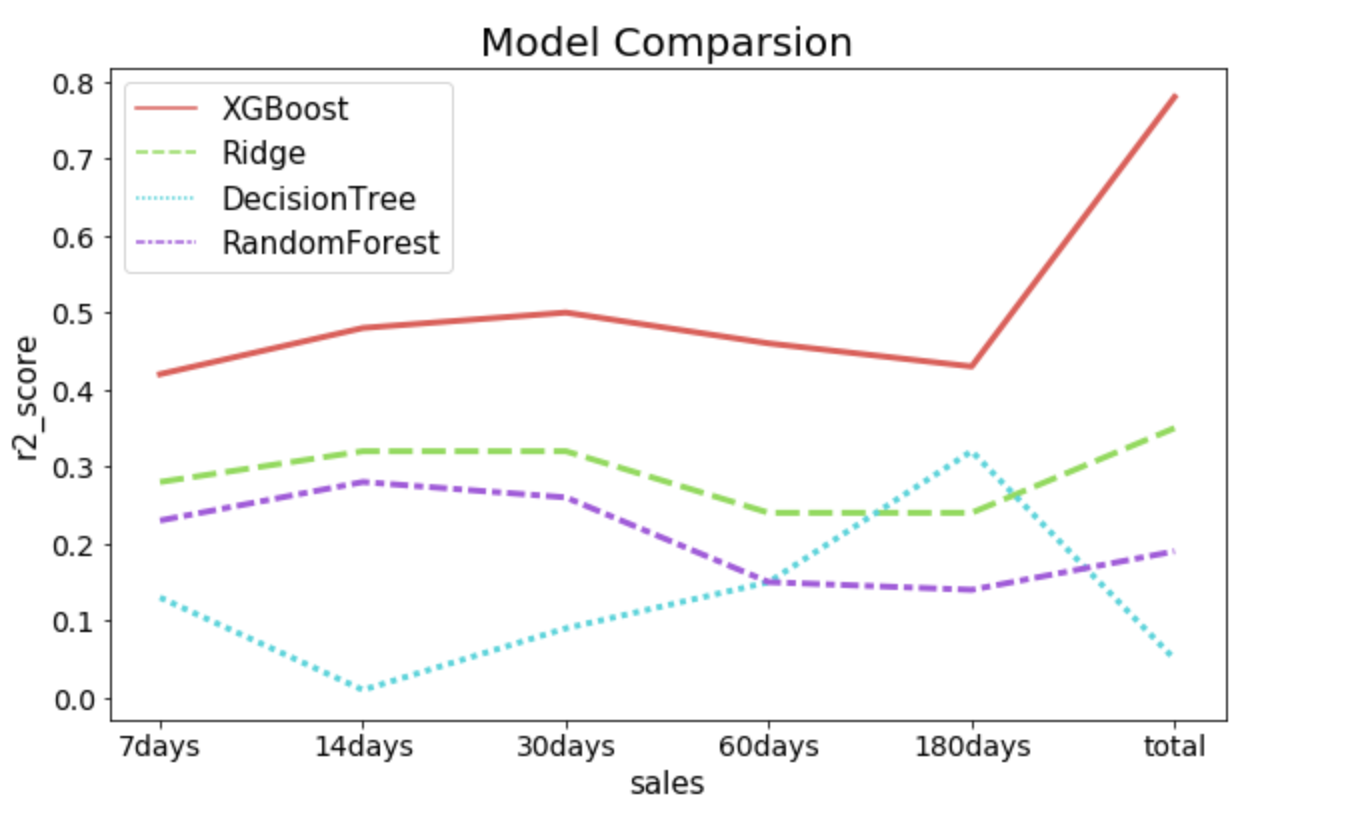 Model Comparsion
XGBoost
Ridge
DecisionTree
RandomForest
r2_score
0.8
0.7
0.6
0.5
0.4
0.3
0.2
0.1
0.0
7days 14days 30days 60days 180days total
sales